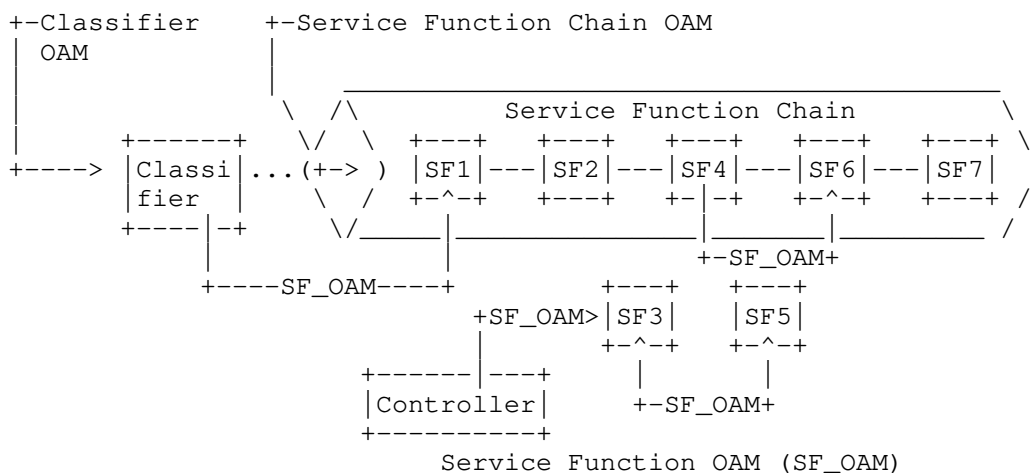 +-Classifier +-Service Function Chain OAM
OAM
Service Function Chain
Classi ...(+-> ) SF1 --- SF2 --- SF4 --- SF6 --- SF7
fier
+-SF_OAM+
+----SF_OAM----+
+SF_OAM> SF3 SF5
Controller +-SF_OAM+
Service Function OAM (SF_OAM)